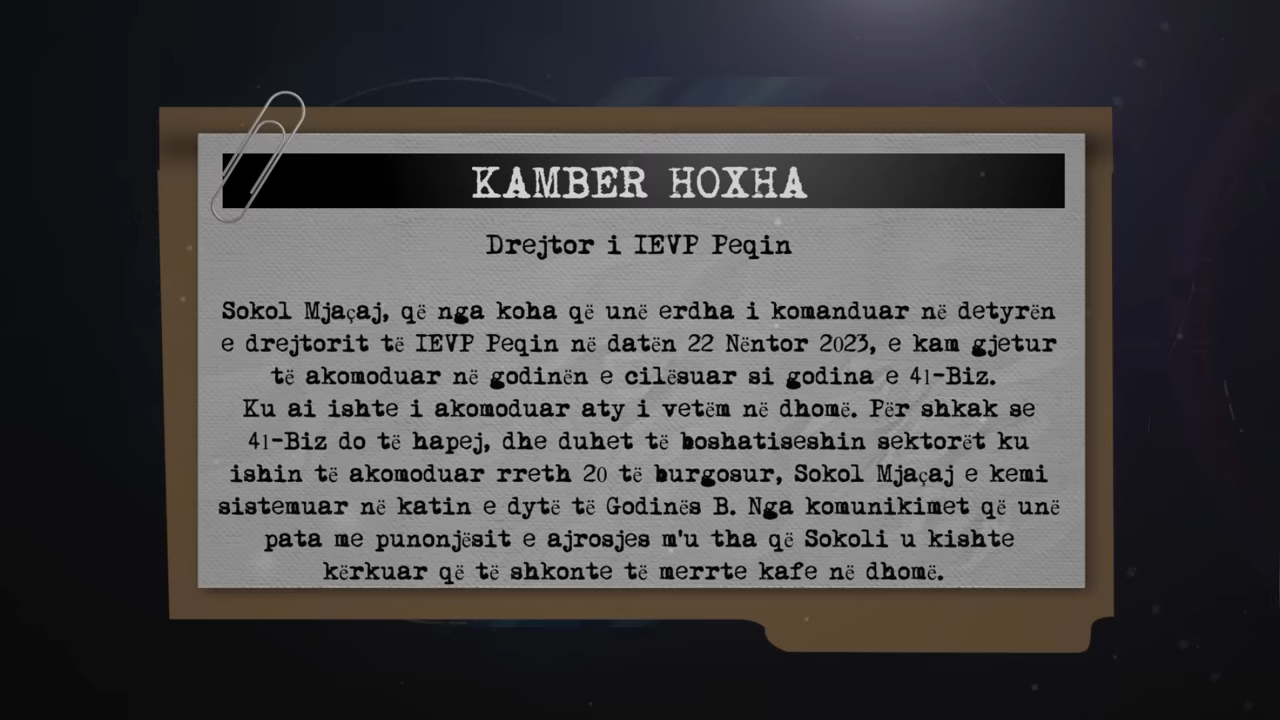 KAMBER HOXHA
Drejtor i IEVP Peqin
Sokol Mjaçaj, që nga koha që unë erdha i komanduar në detyrën
e drejtorit të IEVP Peqin në datën 22 Nëntor 2023, e kam gjetur
të akomoduar në godinën e cilësuar si godina e 41-Biz.
Ku ai ishte i akomoduar aty i vetëm në dhomë. Për shkak se
41-Biz do të hapej, dhe duhet të boshatiseshin sektorët ku
ishin të akomoduar rreth 20 të burgosur, Sokol Mjaçaj e kemi
sistemuar në katin e dytë të Godinës B. Nga komunikimet që unë
pata me punonjësit e ajrosjes m'u tha që Sokoli u kishte
kërkuar që të shkonte të merrte kafe në dhomë.